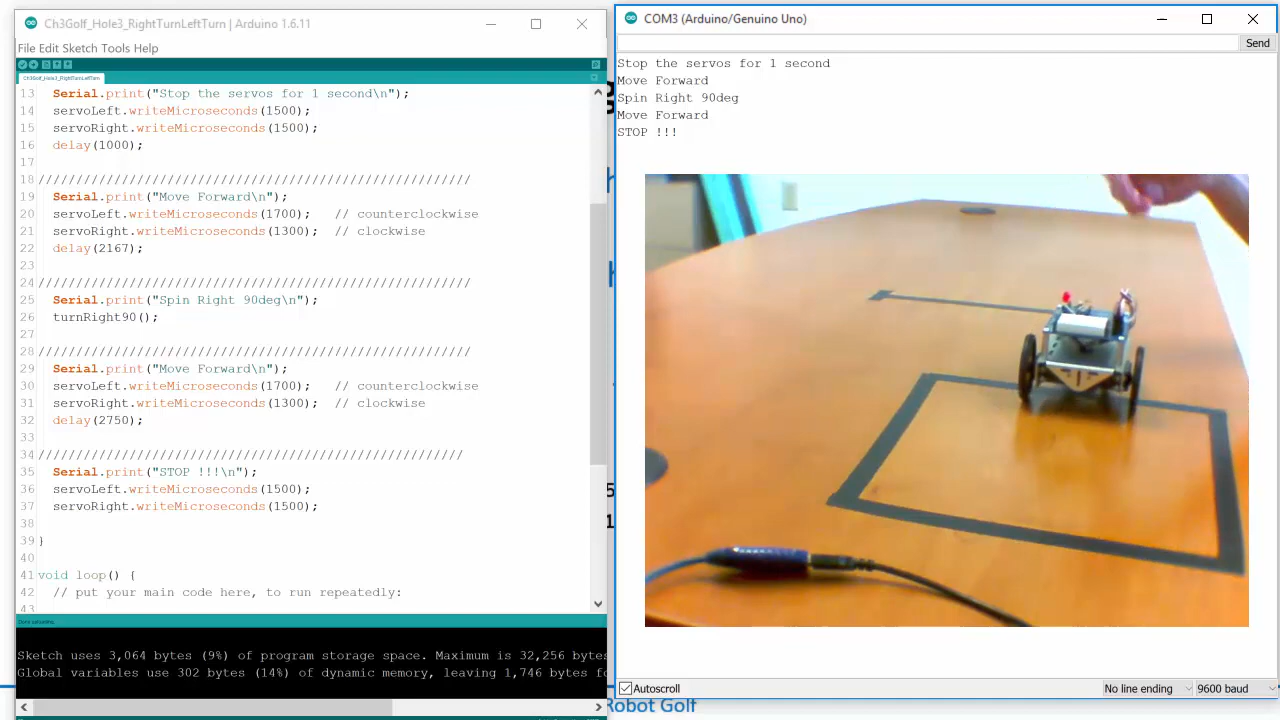 Ch3Golf_Hole3_RightTurnLeftTurn | Arduino 1.6.11
File Edit Sketch Tools Help
Ch3Golf_Hole3_RightTurnLeftTurn
13 Serial.print("Stop the servos for 1 second\n");
14 servoLeft.writeMicroseconds(1500);
15 servoRight.writeMicroseconds(1500);
16 delay(1000);
17
18 /////////////////////////////////////////////////////////
19 Serial.print("Move Forward\n");
20 servoLeft.writeMicroseconds(1700); // counterclockwise
21 servoRight.writeMicroseconds(1300); // clockwise
22 delay(2167);
23
24 /////////////////////////////////////////////////////////
25 Serial.print("Spin Right 90deg\n");
26 turnRight90();
27
28 /////////////////////////////////////////////////////////
29 Serial.print("Move Forward\n");
30 servoLeft.writeMicroseconds(1700); // counterclockwise
31 servoRight.writeMicroseconds(1300); // clockwise
32 delay(2750);
33
34 ////////////////////////////////////////////////////////
35 Serial.print("STOP !!!\n");
36 servoLeft.writeMicroseconds(1500);
37 servoRight.writeMicroseconds(1500);
38
39 }
40
41 void loop() {
42 // put your main code here, to run repeatedly:
43
Done uploading.
Sketch uses 3,064 bytes (9%) of program storage space. Maximum is 32,256 bytes
Global variables use 302 bytes (14%) of dynamic memory, leaving 1,746 bytes
COM3 (Arduino/Genuino Uno)
Send
Stop the servos for 1 second
Move Forward
Spin Right 90deg
Move Forward
STOP !!!
Autoscroll
No line ending
9600 baud
Robot Golf